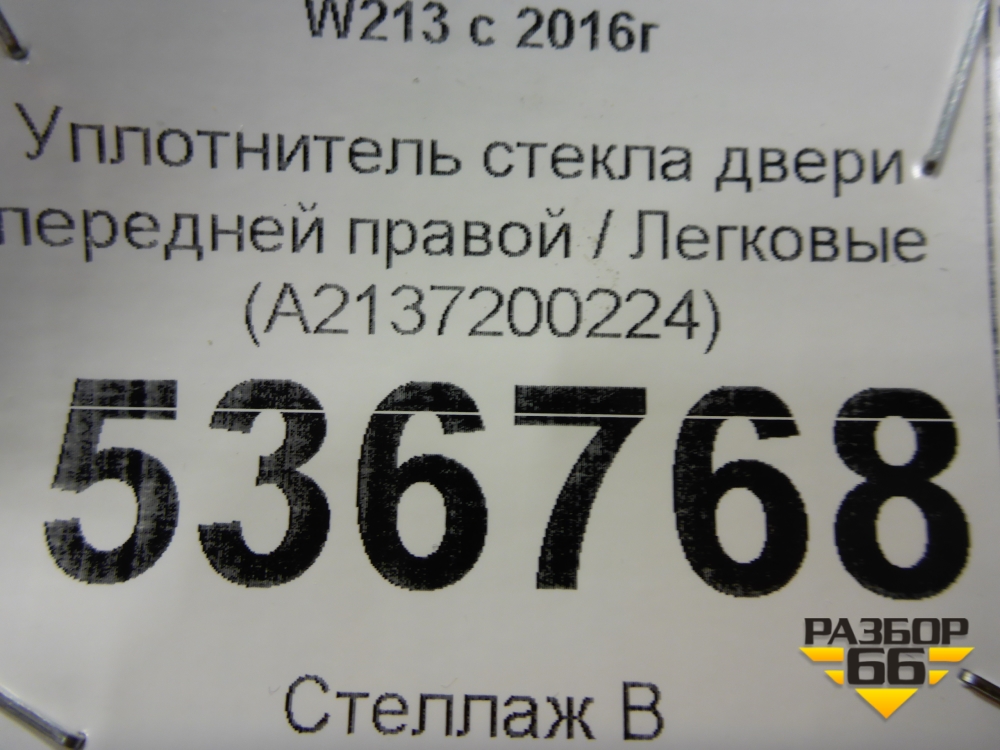 W213 с 2016г
Уплотнитель стекла двери
передней правой / Легковые
(A2137200224)
536768
Стеллаж В
РАЗБОР
66